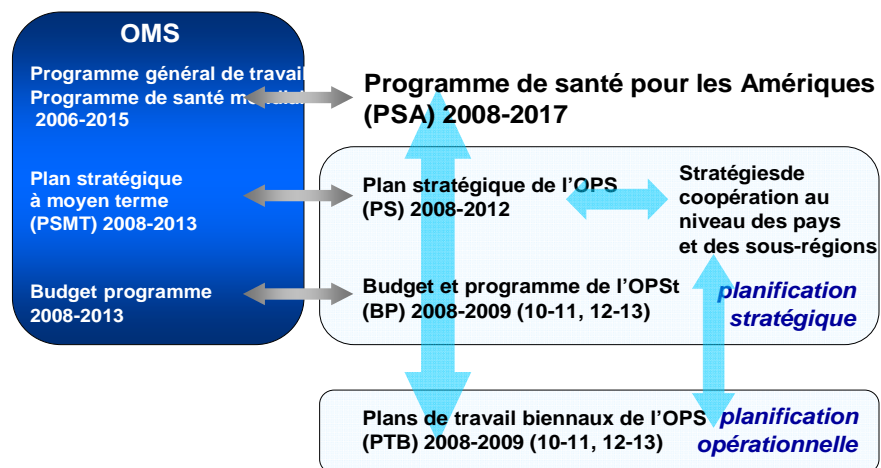 OMS
Programme général de travail
Programme de santé mondial
2006-2015
Plan stratégique
à moyen terme
(PSMT) 2008-2013
Budget programme
2008-2013
Programme de santé pour les Amériques
(PSA) 2008-2017
Plan stratégique de l'OPS
(PS) 2008-2012
Stratégiesde
coopération au
niveau des pays
et des sous-régions
Budget et programme de l'OPSt
(BP) 2008-2009 (10-11, 12-13)
planification
stratégique
Plans de travail biennaux de l'OPS
(PTB) 2008-2009 (10-11, 12-13)
planification
opérationnelle